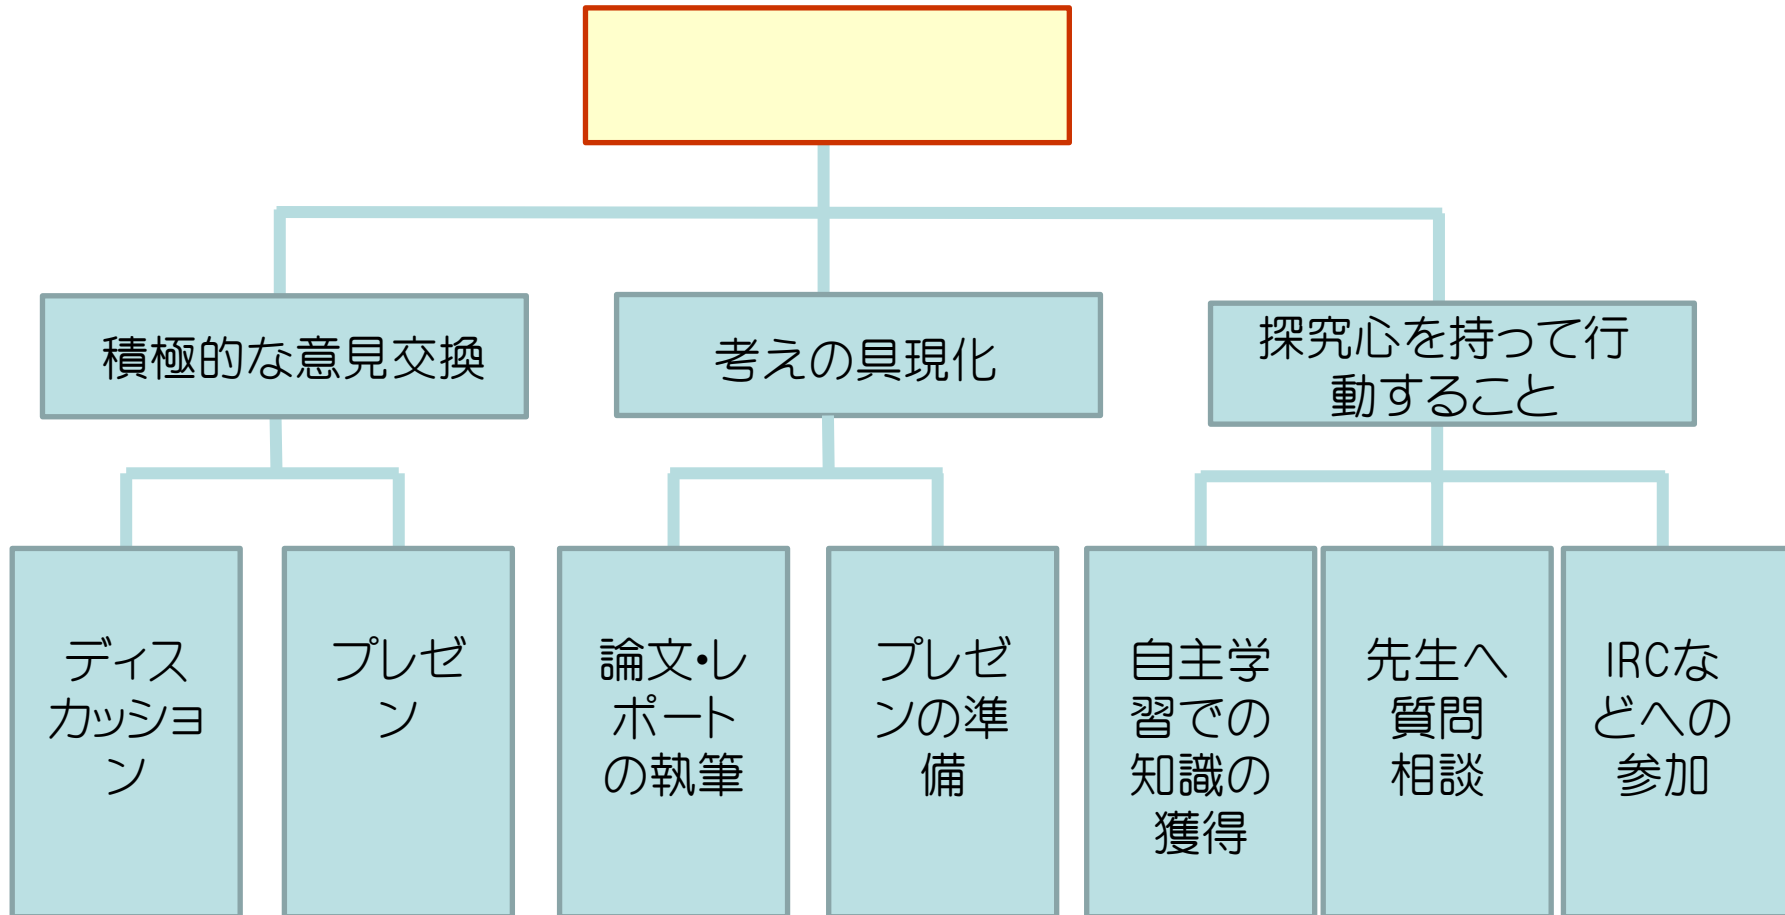 積極的な意見交換
考えの具現化
探究心を持って行
動すること
ディス
カッショ
ン
プレゼ
ン
論文・レ
ポート
の執筆
プレゼ
ンの準
備
自主学
習での
知識の
獲得
先生へ
質問
相談
IRCな
どへの
参加